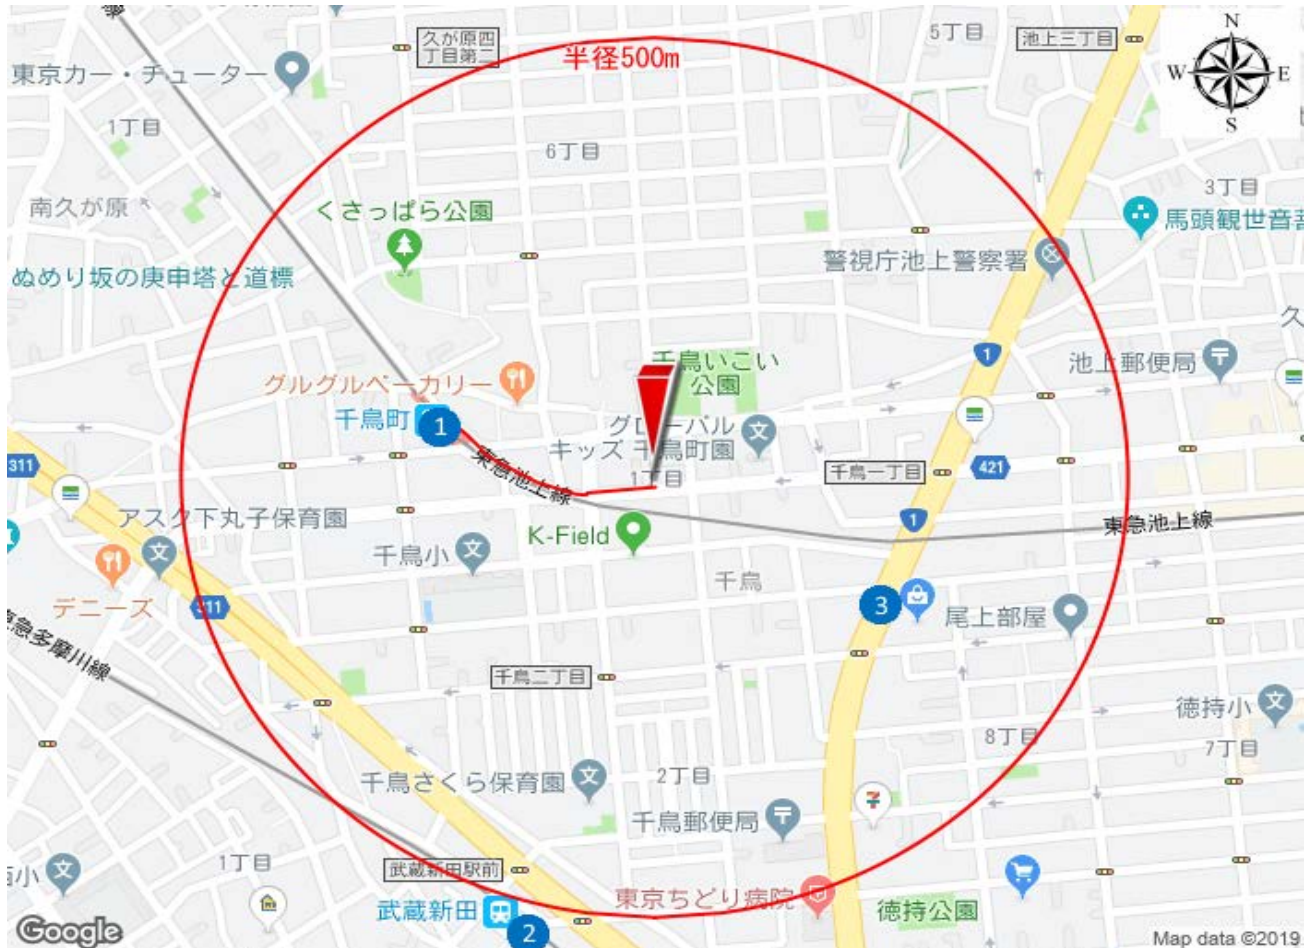 久が原四
丁目第二
半径500m
5丁目
池上三丁目
N
W
E
S
東京カー・チューター
1丁目
6丁目
3丁目
南久が原
くさっぱら公園
馬頭観世音菩
ぬめり坂の庚申塔と道標
警視庁池上警察署
久
1
千鳥いこい
公園
池上郵便局
グルグルベーカリー
千鳥町
1
グローバル
キッズ 千鳥町園
311
東急池上線
1丁目
千鳥一丁目
421
アスク下丸子保育園
K-Field
1
東急池上線
千鳥小
千鳥
デニーズ
311
3
尾上部屋
東急多摩川線
千鳥二丁目
徳持小
8丁目
7丁目
千鳥さくら保育園
2丁目
千鳥郵便局
1丁目
武蔵新田駅前
小
武蔵新田
2
東京ちどり病院
徳持公園
Google
Map data ©2019